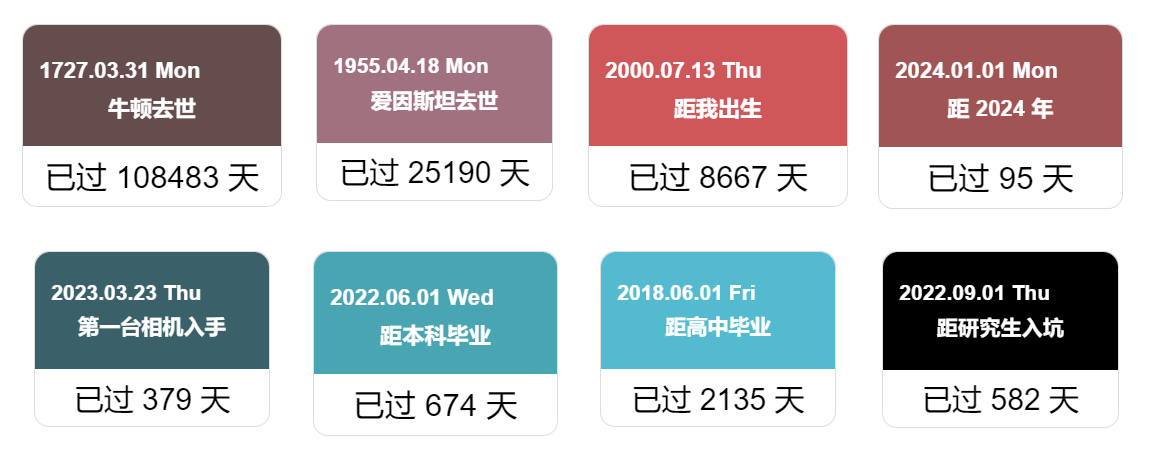 1727.03.31 Mon
牛顿去世
已过 108483 天
1955.04.18 Mon
爱因斯坦去世
已过 25190 天
2000.07.13 Thu
距我出生
已过 8667 天
2024.01.01 Mon
距 2024 年
已过 95 天
2023.03.23 Thu
第一台相机入手
已过 379 天
2022.06.01 Wed
距本科毕业
已过 674 天
2018.06.01 Fri
距高中毕业
已过 2135 天
2022.09.01 Thu
距研究生入坑
已过 582 天